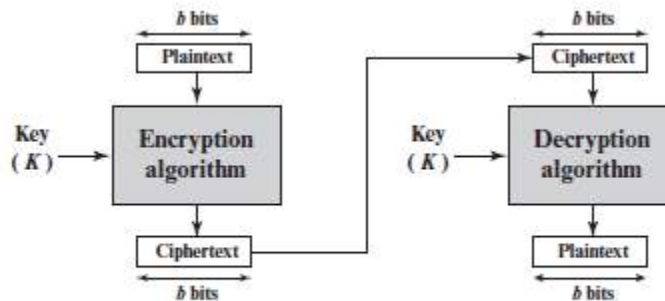 b bits
Plaintext
Key
(K)
Encryption
algorithm
Ciphertext
b bits
b bits
Ciphertext
Key
(K)
Decryption
algorithm
Plaintext
b bits